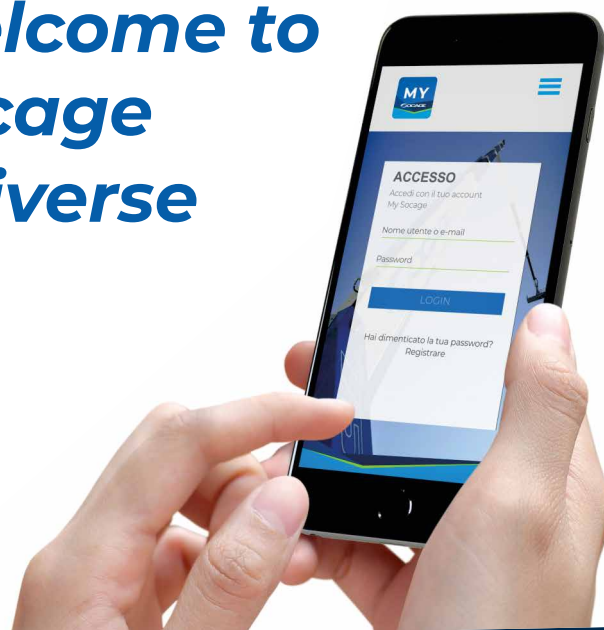 elcome to
cage
iverse
MY
SOCAGE
ACCESSO
Accedi con il tuo account
My Socage
Nome utente o e-mail
Password
LOGIN
Hai dimenticato la tua password?
Registrare